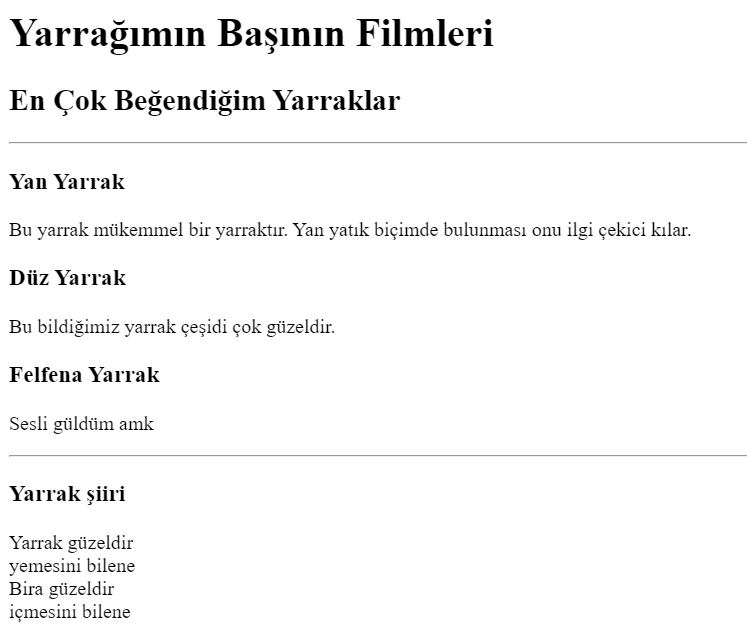 Yarrağımın Başının Filmleri
En Çok Beğendiğim Yarraklar
Yan Yarrak
Bu yarrak mükemmel bir yarraktır. Yan yatık biçimde bulunması onu ilgi çekici kılar.
Düz Yarrak
Bu bildiğimiz yarrak çeşidi çok güzeldir.
Felfena Yarrak
Sesli güldüm amk
Yarrak şiiri
Yarrak güzeldir
yemesini bilene
Bira güzeldir
içmesini bilene